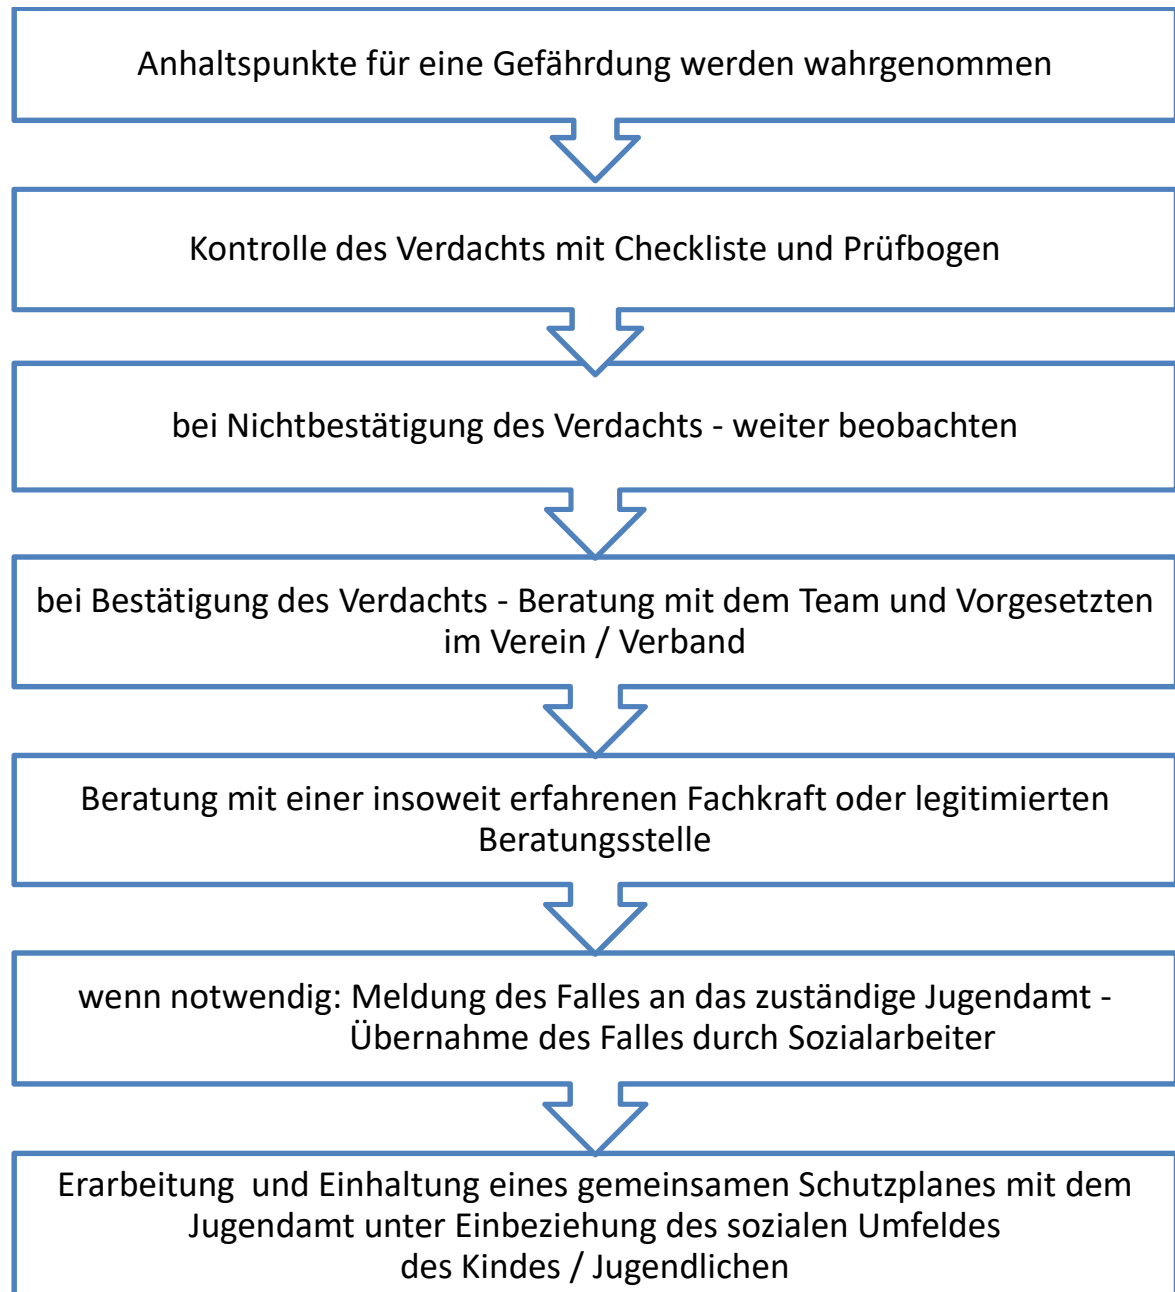 Anhaltspunkte für eine Gefährdung werden wahrgenommen
Kontrolle des Verdachts mit Checkliste und Prüfbogen
bei Nichtbestätigung des Verdachts - weiter beobachten
bei Bestätigung des Verdachts - Beratung mit dem Team und Vorgesetzten
im Verein / Verband
Beratung mit einer insoweit erfahrenen Fachkraft oder legitimierten
Beratungsstelle
wenn notwendig: Meldung des Falles an das zuständige Jugendamt -
Übernahme des Falles durch Sozialarbeiter
Erarbeitung  und Einhaltung eines gemeinsamen Schutzplanes mit dem
Jugendamt unter Einbeziehung des sozialen Umfeldes
des Kindes / Jugendlichen